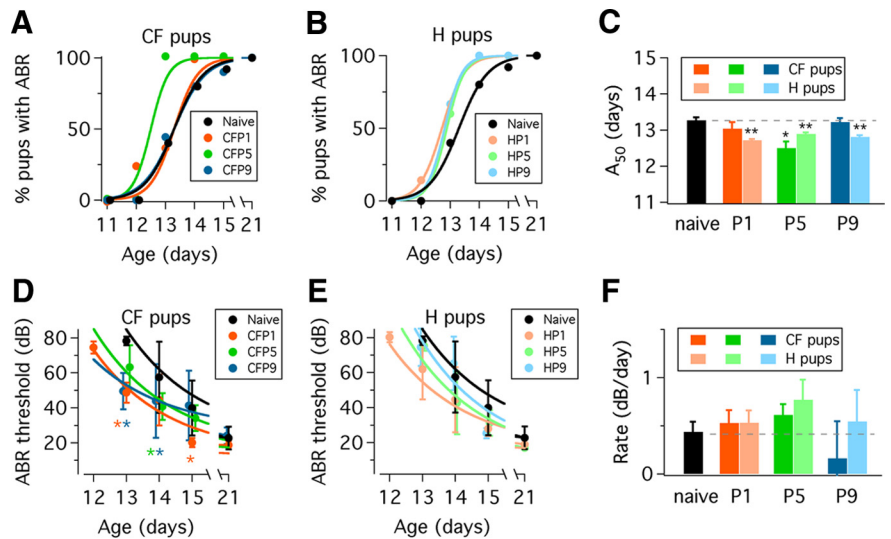 A
CF pups
% pups with ABR
100
50
0
Naive
CFP1
CFP5
CFP9
11 12 13 14 15 21
Age (days)
B
H pups
% pups with ABR
100
50
0
Naive
HP1
HP5
HP9
11 12 13 14 15 21
Age (days)
C
A50 (days)
15
14
13
12
11
CF pups
H pups
** * ** **
naive P1 P5 P9
D
CF pups
ABR threshold (dB)
80
60
40
20
Naive
CFP1
CFP5
CFP9
** ** *
12 13 14 15 21
Age (days)
E
H pups
ABR threshold (dB)
80
60
40
20
Naive
HP1
HP5
HP9
12 13 14 15 21
Age (days)
F
Rate (dB/day)
1
0
CF pups
H pups
naive P1 P5 P9